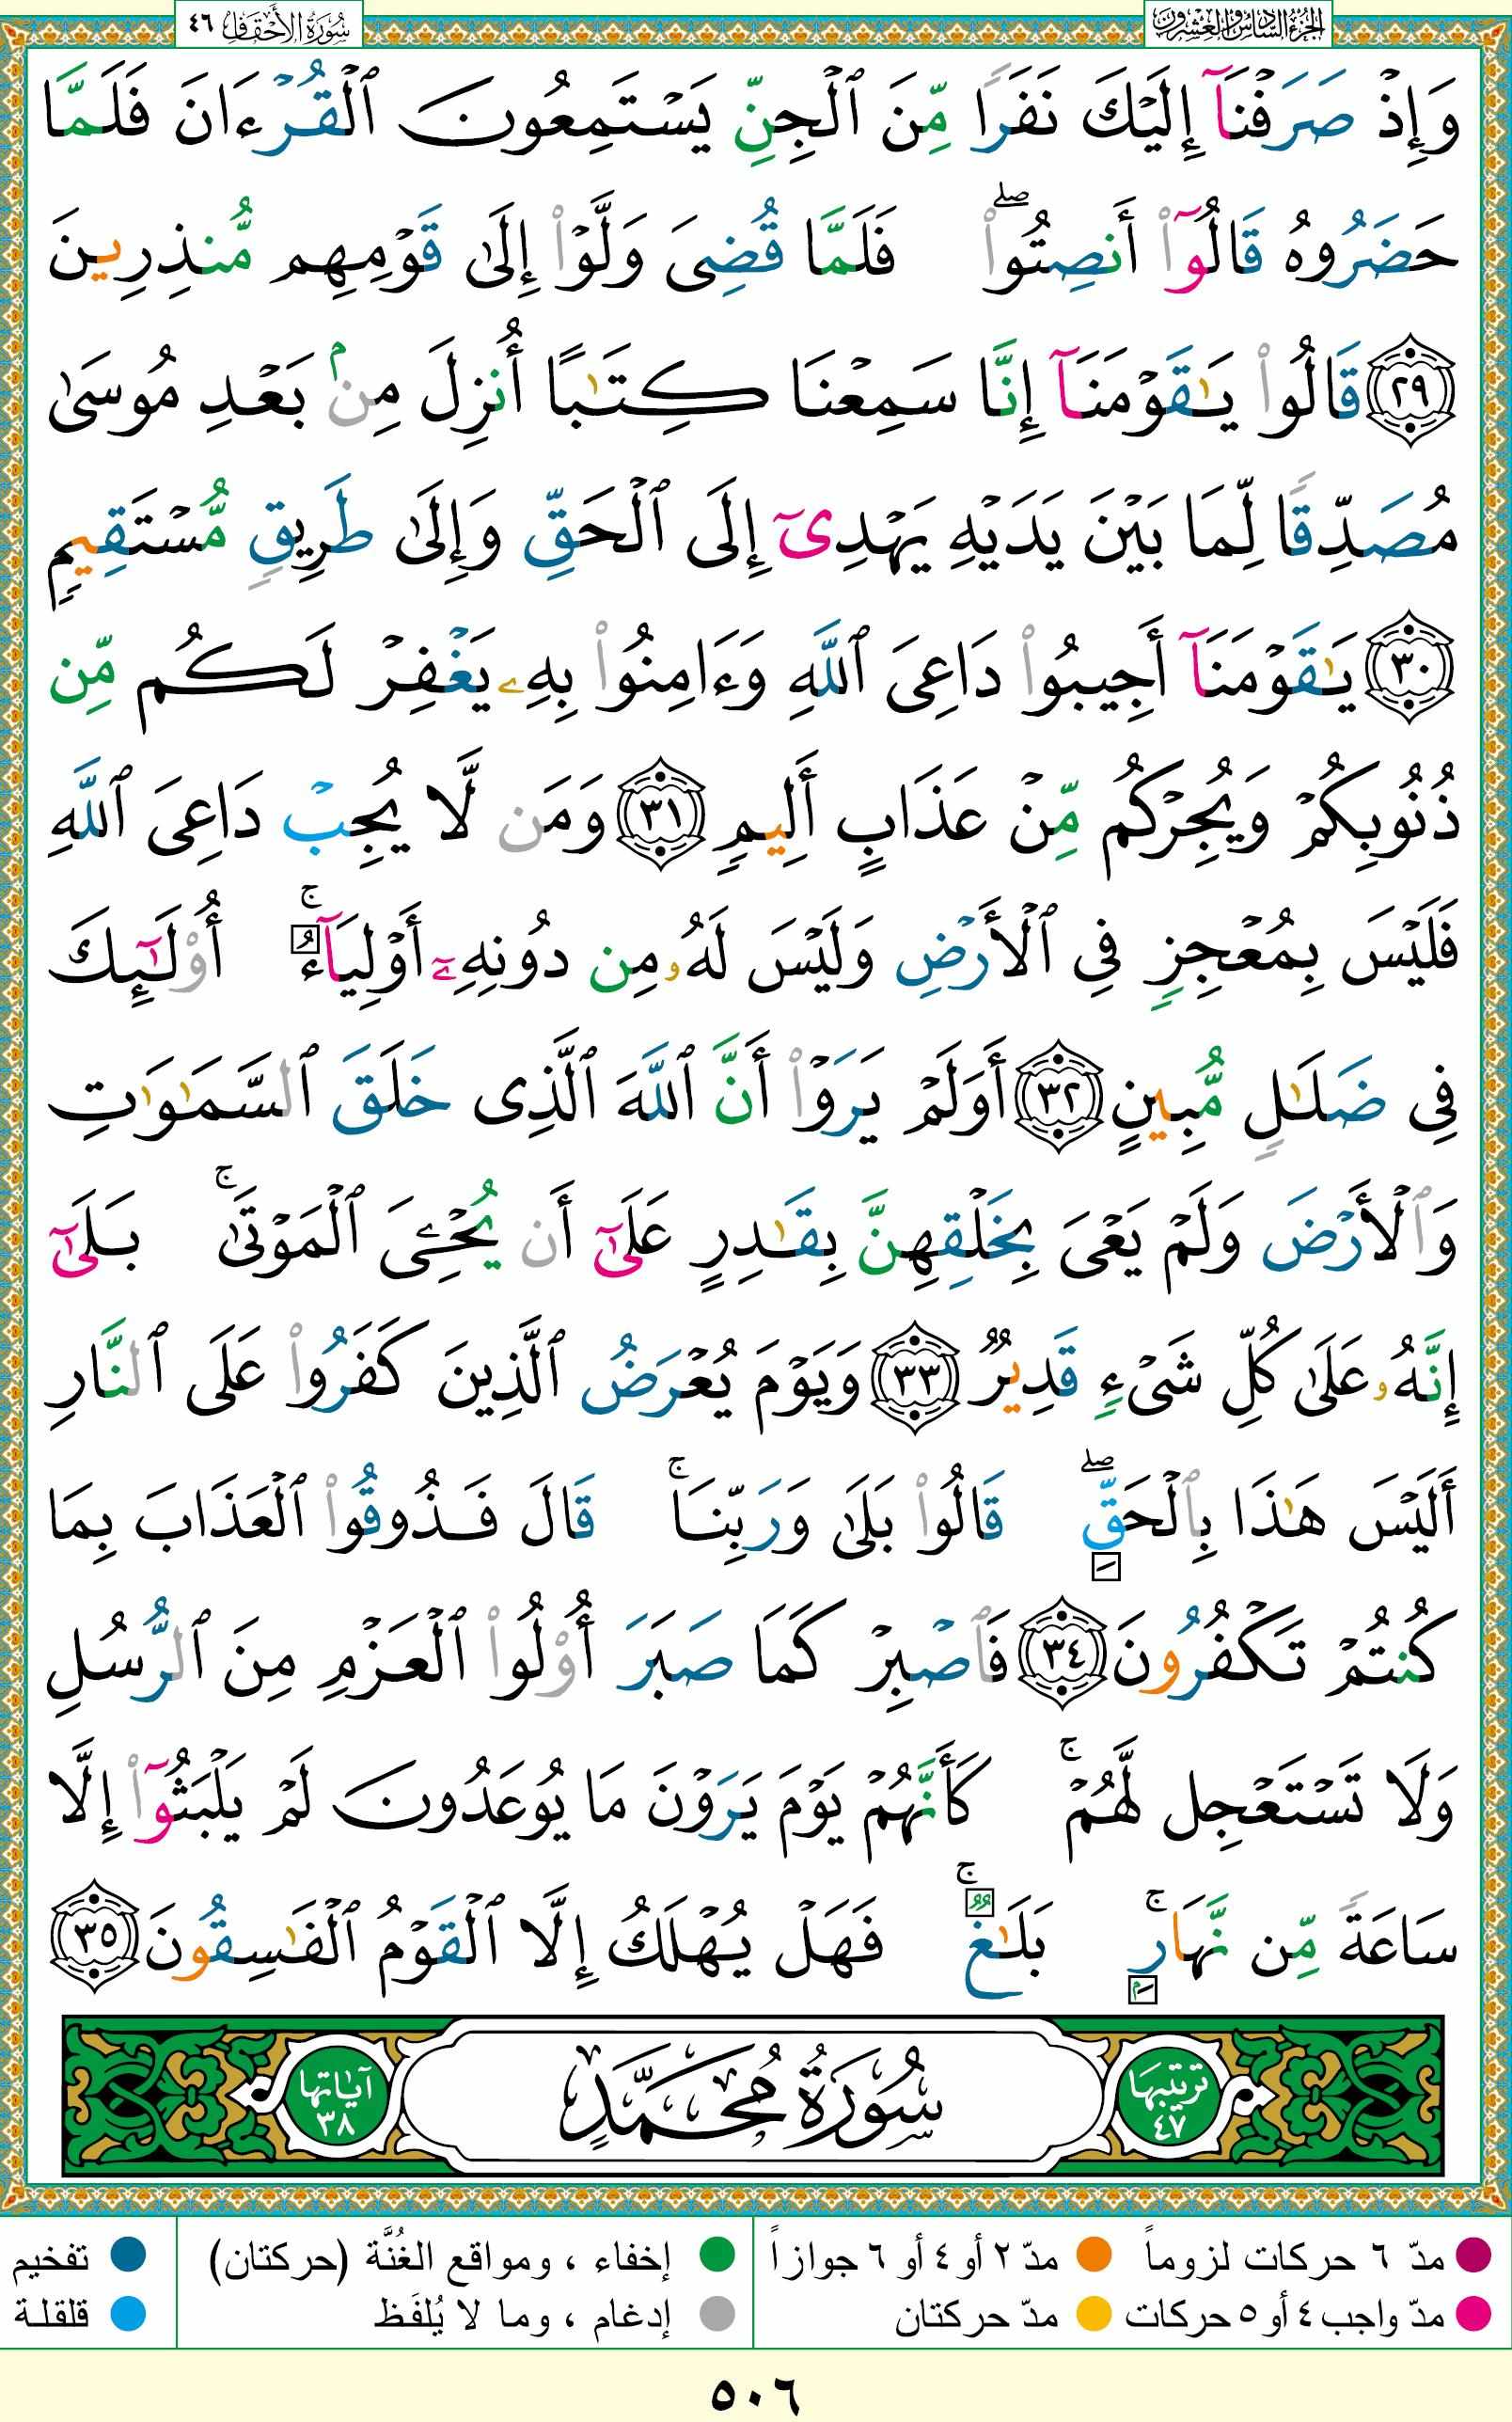 الجزء السادس والعشرون
سورة الأحقاف ٤٦
وَإِذْ صَرَفْنَآ إِلَيْكَ نَفَرًا مِّنَ ٱلْجِنِّ يَسْتَمِعُونَ ٱلْقُرْءَانَ فَلَمَّا
حَضَرُوهُ قَالُوٓا۟ أَنصِتُوا۟ ۖ فَلَمَّا قُضِىَ وَلَّوْا۟ إِلَىٰ قَوْمِهِم مُّنذِرِينَ
٢٩ قَالُوا۟ يَـٰقَوْمَنَآ إِنَّا سَمِعْنَا كِتَـٰبًا أُنزِلَ مِنۢ بَعْدِ مُوسَىٰ
مُصَدِّقًا لِّمَا بَيْنَ يَدَيْهِ يَهْدِىٓ إِلَى ٱلْحَقِّ وَإِلَىٰ طَرِيقٍ مُّسْتَقِيمٍ
٣٠ يَـٰقَوْمَنَآ أَجِيبُوا۟ دَاعِىَ ٱللَّهِ وَءَامِنُوا۟ بِهِۦ يَغْفِرْ لَكُم مِّن
ذُنُوبِكُمْ وَيُجِرْكُم مِّنْ عَذَابٍ أَلِيمٍ ٣١ وَمَن لَّا يُجِبْ دَاعِىَ ٱللَّهِ
فَلَيْسَ بِمُعْجِزٍ فِى ٱلْأَرْضِ وَلَيْسَ لَهُۥ مِن دُونِهِۦٓ أَوْلِيَآءُ ۚ أُو۟لَـٰٓئِكَ
فِى ضَلَـٰلٍ مُّبِينٍ ٣٢ أَوَلَمْ يَرَوْا۟ أَنَّ ٱللَّهَ ٱلَّذِى خَلَقَ ٱلسَّمَـٰوَٰتِ
وَٱلْأَرْضَ وَلَمْ يَعْىَ بِخَلْقِهِنَّ بِقَـٰدِرٍ عَلَىٰٓ أَن يُحْـِۧىَ ٱلْمَوْتَىٰ ۚ بَلَىٰٓ
إِنَّهُۥ عَلَىٰ كُلِّ شَىْءٍ قَدِيرٌ ٣٣ وَيَوْمَ يُعْرَضُ ٱلَّذِينَ كَفَرُوا۟ عَلَى ٱلنَّارِ
أَلَيْسَ هَـٰذَا بِٱلْحَقِّ ۖ قَالُوا۟ بَلَىٰ وَرَبِّنَا ۚ قَالَ فَذُوقُوا۟ ٱلْعَذَابَ بِمَا
كُنتُمْ تَكْفُرُونَ ٣٤ فَٱصْبِرْ كَمَا صَبَرَ أُو۟لُوا۟ ٱلْعَزْمِ مِنَ ٱلرُّسُلِ
وَلَا تَسْتَعْجِل لَّهُمْ ۚ كَأَنَّهُمْ يَوْمَ يَرَوْنَ مَا يُوعَدُونَ لَمْ يَلْبَثُوٓا۟ إِلَّا
سَاعَةً مِّن نَّهَارٍۭ ۚ بَلَـٰغٌ ۚ فَهَلْ يُهْلَكُ إِلَّا ٱلْقَوْمُ ٱلْفَـٰسِقُونَ ٣٥
ترتيبها ٤٧
سُورَةُ مُحَمَّدٍ
آياتها ٣٨
مدّ ٦ حركات لزوماً مدّ ٢ أو ٤ أو ٦ جوازاً إخفاء ، ومواقع الغُنَّة (حركتان) تفخيم
مدّ واجب ٤ أو ٥ حركات مدّ حركتان إدغام ، وما لا يُلفَظ قلقلة
٥٠٦